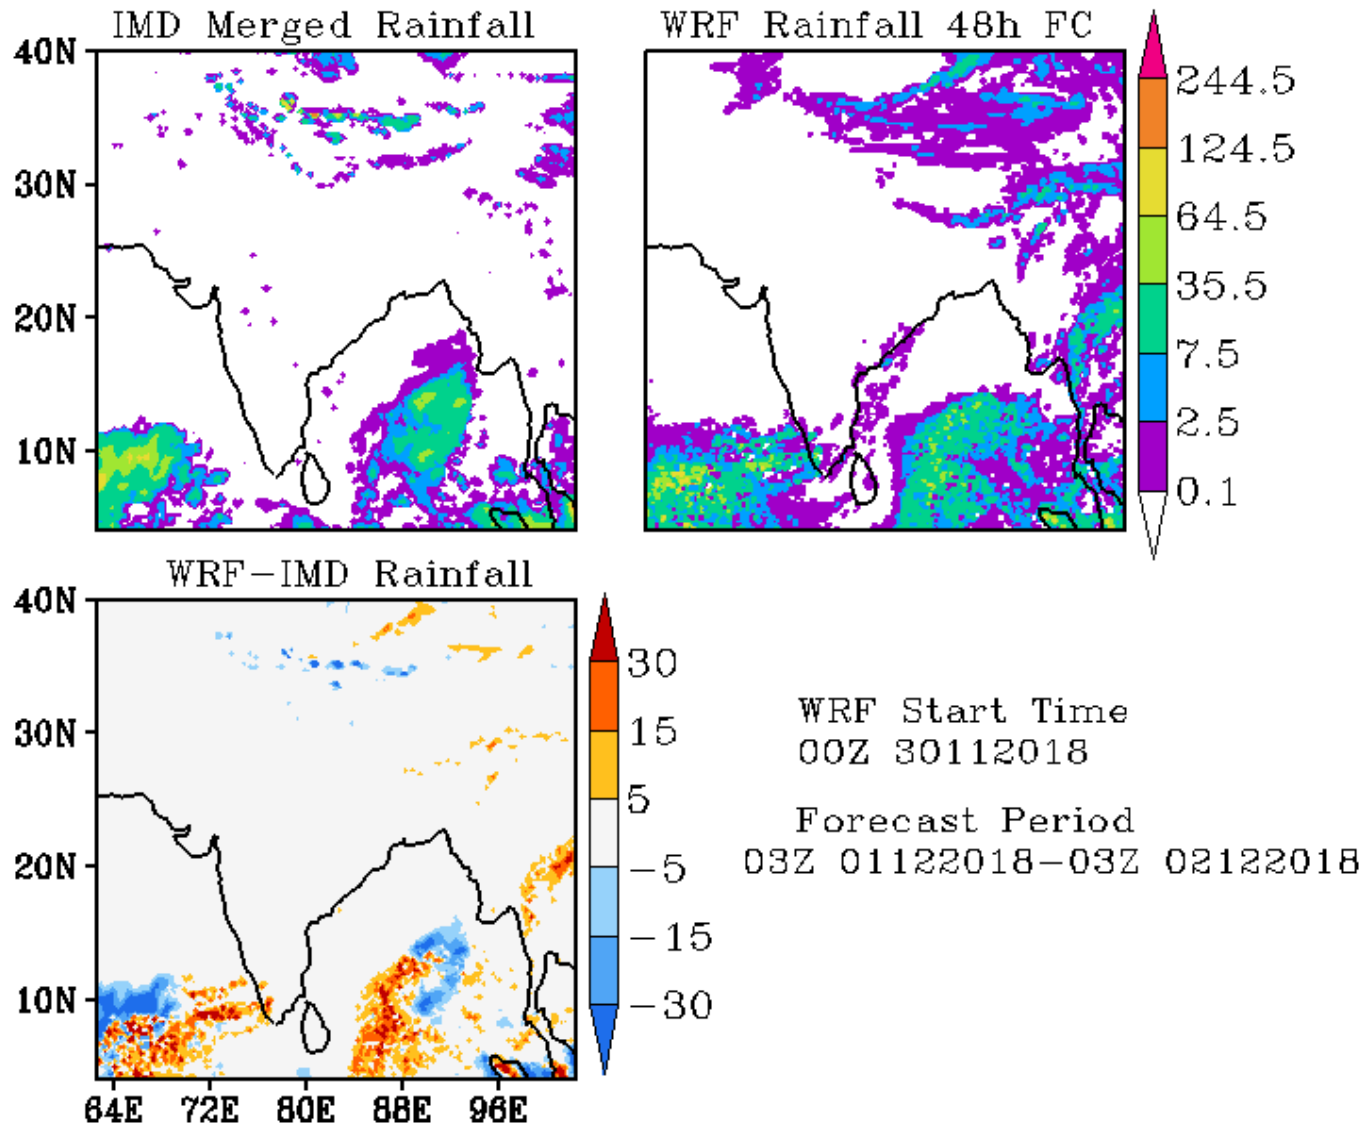 IMD Merged Rainfall
WRF Rainfall 48h FC
40N
30N
20N
10N
244.5
124.5
64.5
35.5
7.5
2.5
0.1
WRF-IMD Rainfall
40N
30N
20N
10N
64E 72E 80E 88E 96E
30
15
5
-5
-15
-30
WRF Start Time
00Z 30112018
Forecast Period
03Z 01122018-03Z 02122018